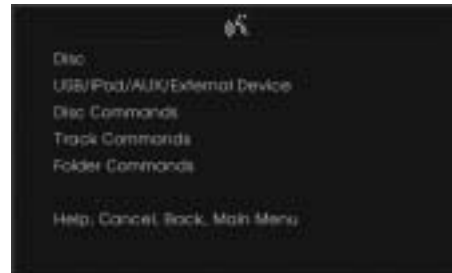 Disc
USB/iPod/AUX/External Device
Disc Commands
Track Commands
Folder Commands
Help, Cancel, Back, Main Menu